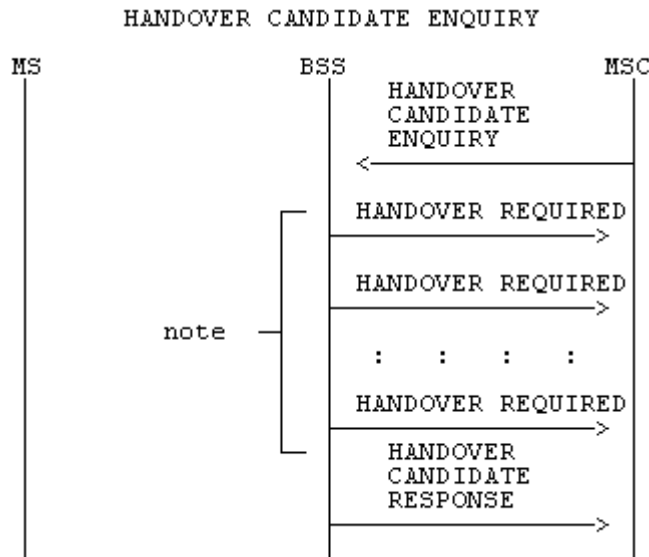 HANDOVER CANDIDATE ENQUIRY
MS BSS MSC
HANDOVER
CANDIDATE
ENQUIRY
HANDOVER REQUIRED
HANDOVER REQUIRED
note
: : : :
HANDOVER REQUIRED
HANDOVER
CANDIDATE
RESPONSE